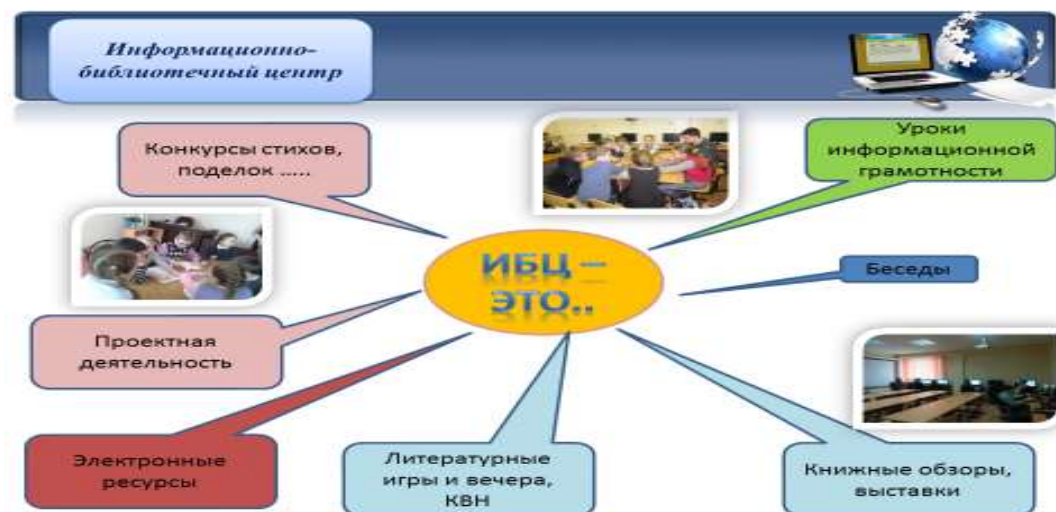 Информационно-
библиотечный центр
Конкурсы стихов,
поделок .....
Уроки
информационной
грамотности
ИБЦ –
ЭТО..
Беседы
Проектная
деятельность
Электронные
ресурсы
Литературные
игры и вечера,
КВН
Книжные обзоры,
выставки